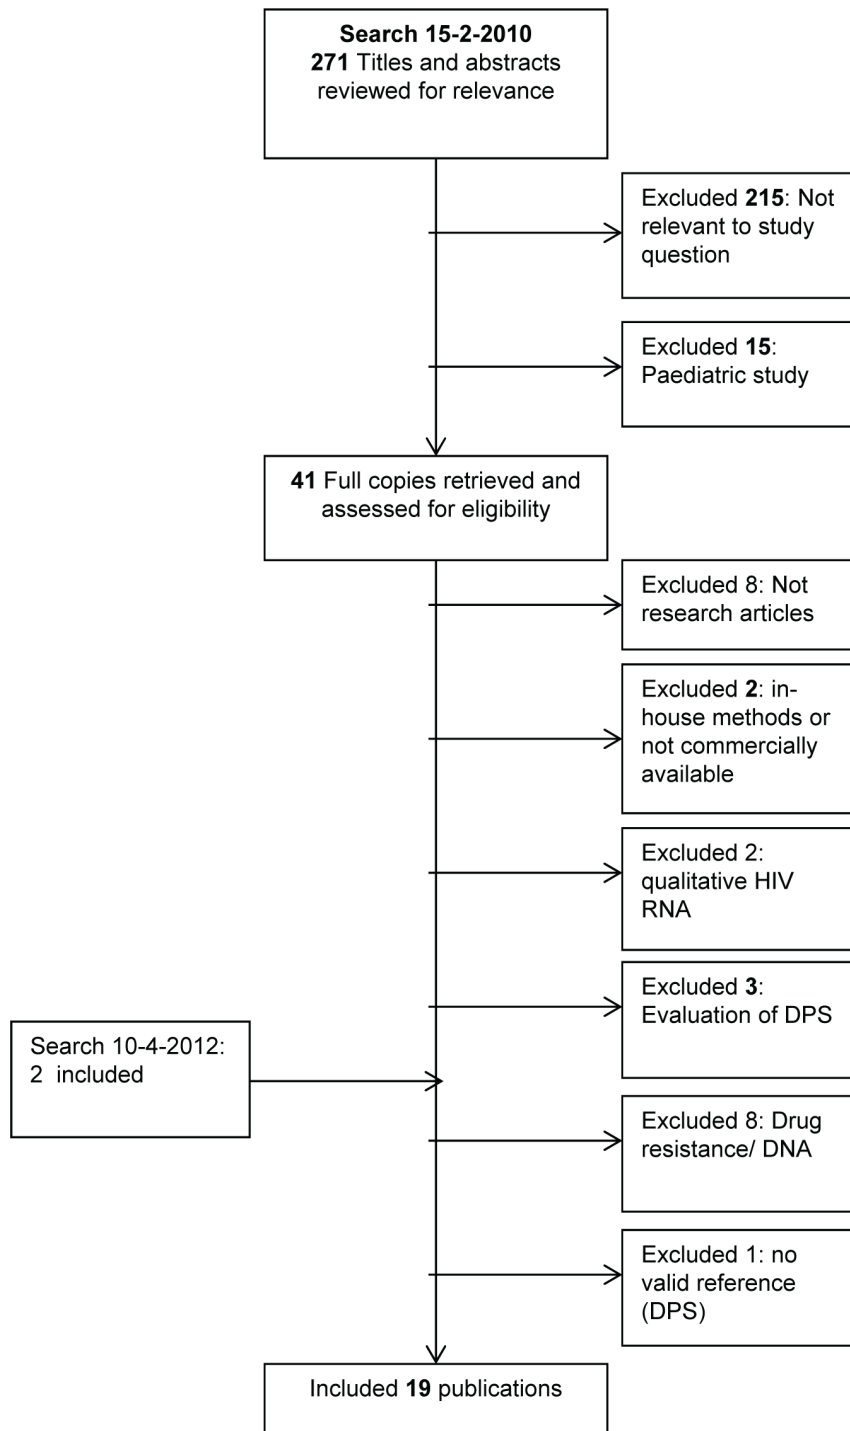 Search 15-2-2010
271 Titles and abstracts
reviewed for relevance
Excluded 215: Not
relevant to study
question
Excluded 15:
Paediatric study
41 Full copies retrieved and
assessed for eligibility
Excluded 8: Not
research articles
Excluded 2: in-
house methods or
not commercially
available
Excluded 2:
qualitative HIV
RNA
Excluded 3:
Evaluation of DPS
Search 10-4-2012:
2 included
Excluded 8: Drug
resistance/ DNA
Excluded 1: no
valid reference
(DPS)
Included 19 publications